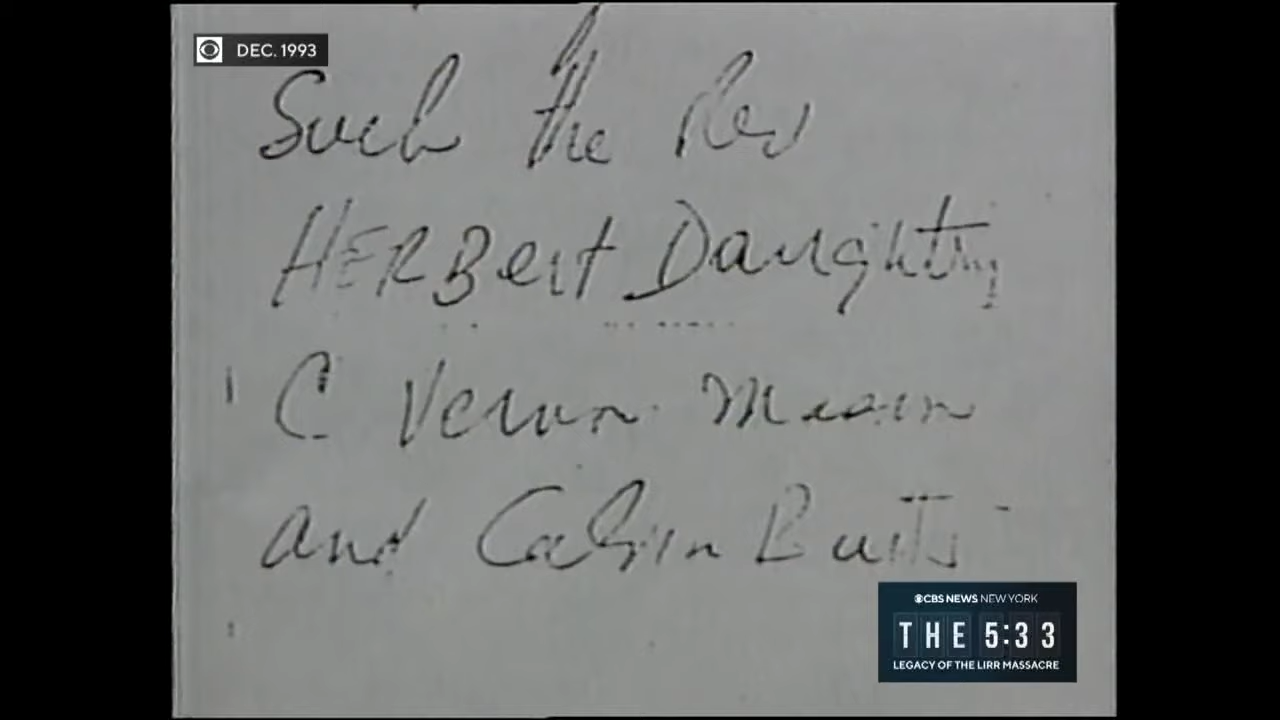 DEC. 1993
Such the Rev
HERBert Daughtry
C Vernon Mason
and Calvin Butts
CBS NEWS NEW YORK
THE 5:33
LEGACY OF THE LIRR MASSACRE